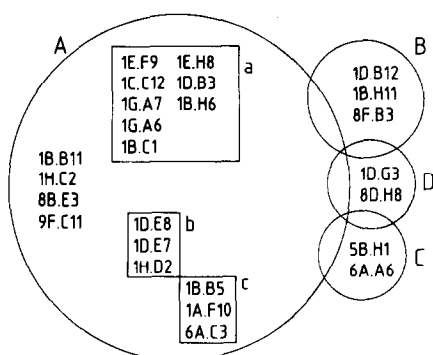 A
B
1E.F9 1E.H8
a
1C.C12 1D.B3
1G.A7 1B.H6
1G.A6
1B.C1
1D.B12
1B.H11
8F.B3
1B.B11
1H.C2
8B.E3
9F.C11
1D.G3
8D.H8
D
1D.E8
b
1D.E7
1H.D2
5B.H1
6A.A6
C
1B.B5
c
1A.F10
6A.C3